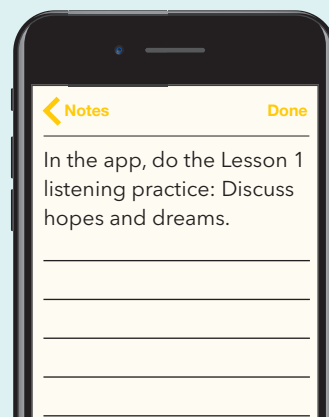 Notes
Done
In the app, do the Lesson 1
listening practice: Discuss
hopes and dreams.